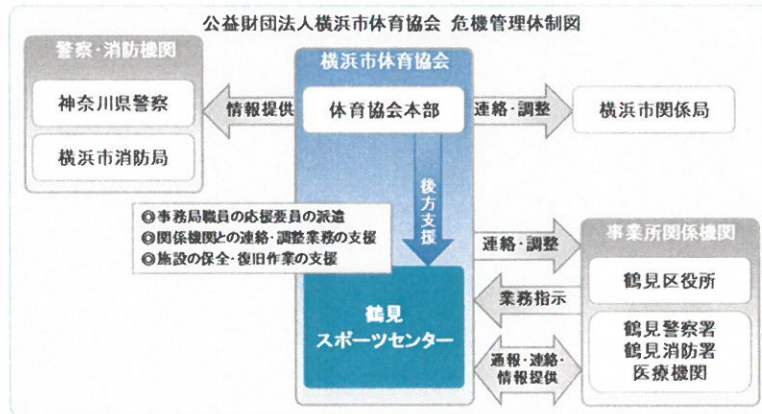 公益財団法人横浜市体育協会 危機管理体制図
警察・消防機関
神奈川県警察
横浜市消防局
情報提供
横浜市体育協会
体育協会本部
連絡・調整
横浜市関係局
後方支援
◎事務局職員の応援要員の派遣
◎関係機関との連絡・調整業務の支援
◎施設の保全・復旧作業の支援
鶴見
スポーツセンター
連絡・調整
業務指示
通報・連絡・
情報提供
事業所関係機関
鶴見区役所
鶴見警察署
鶴見消防署
医療機関